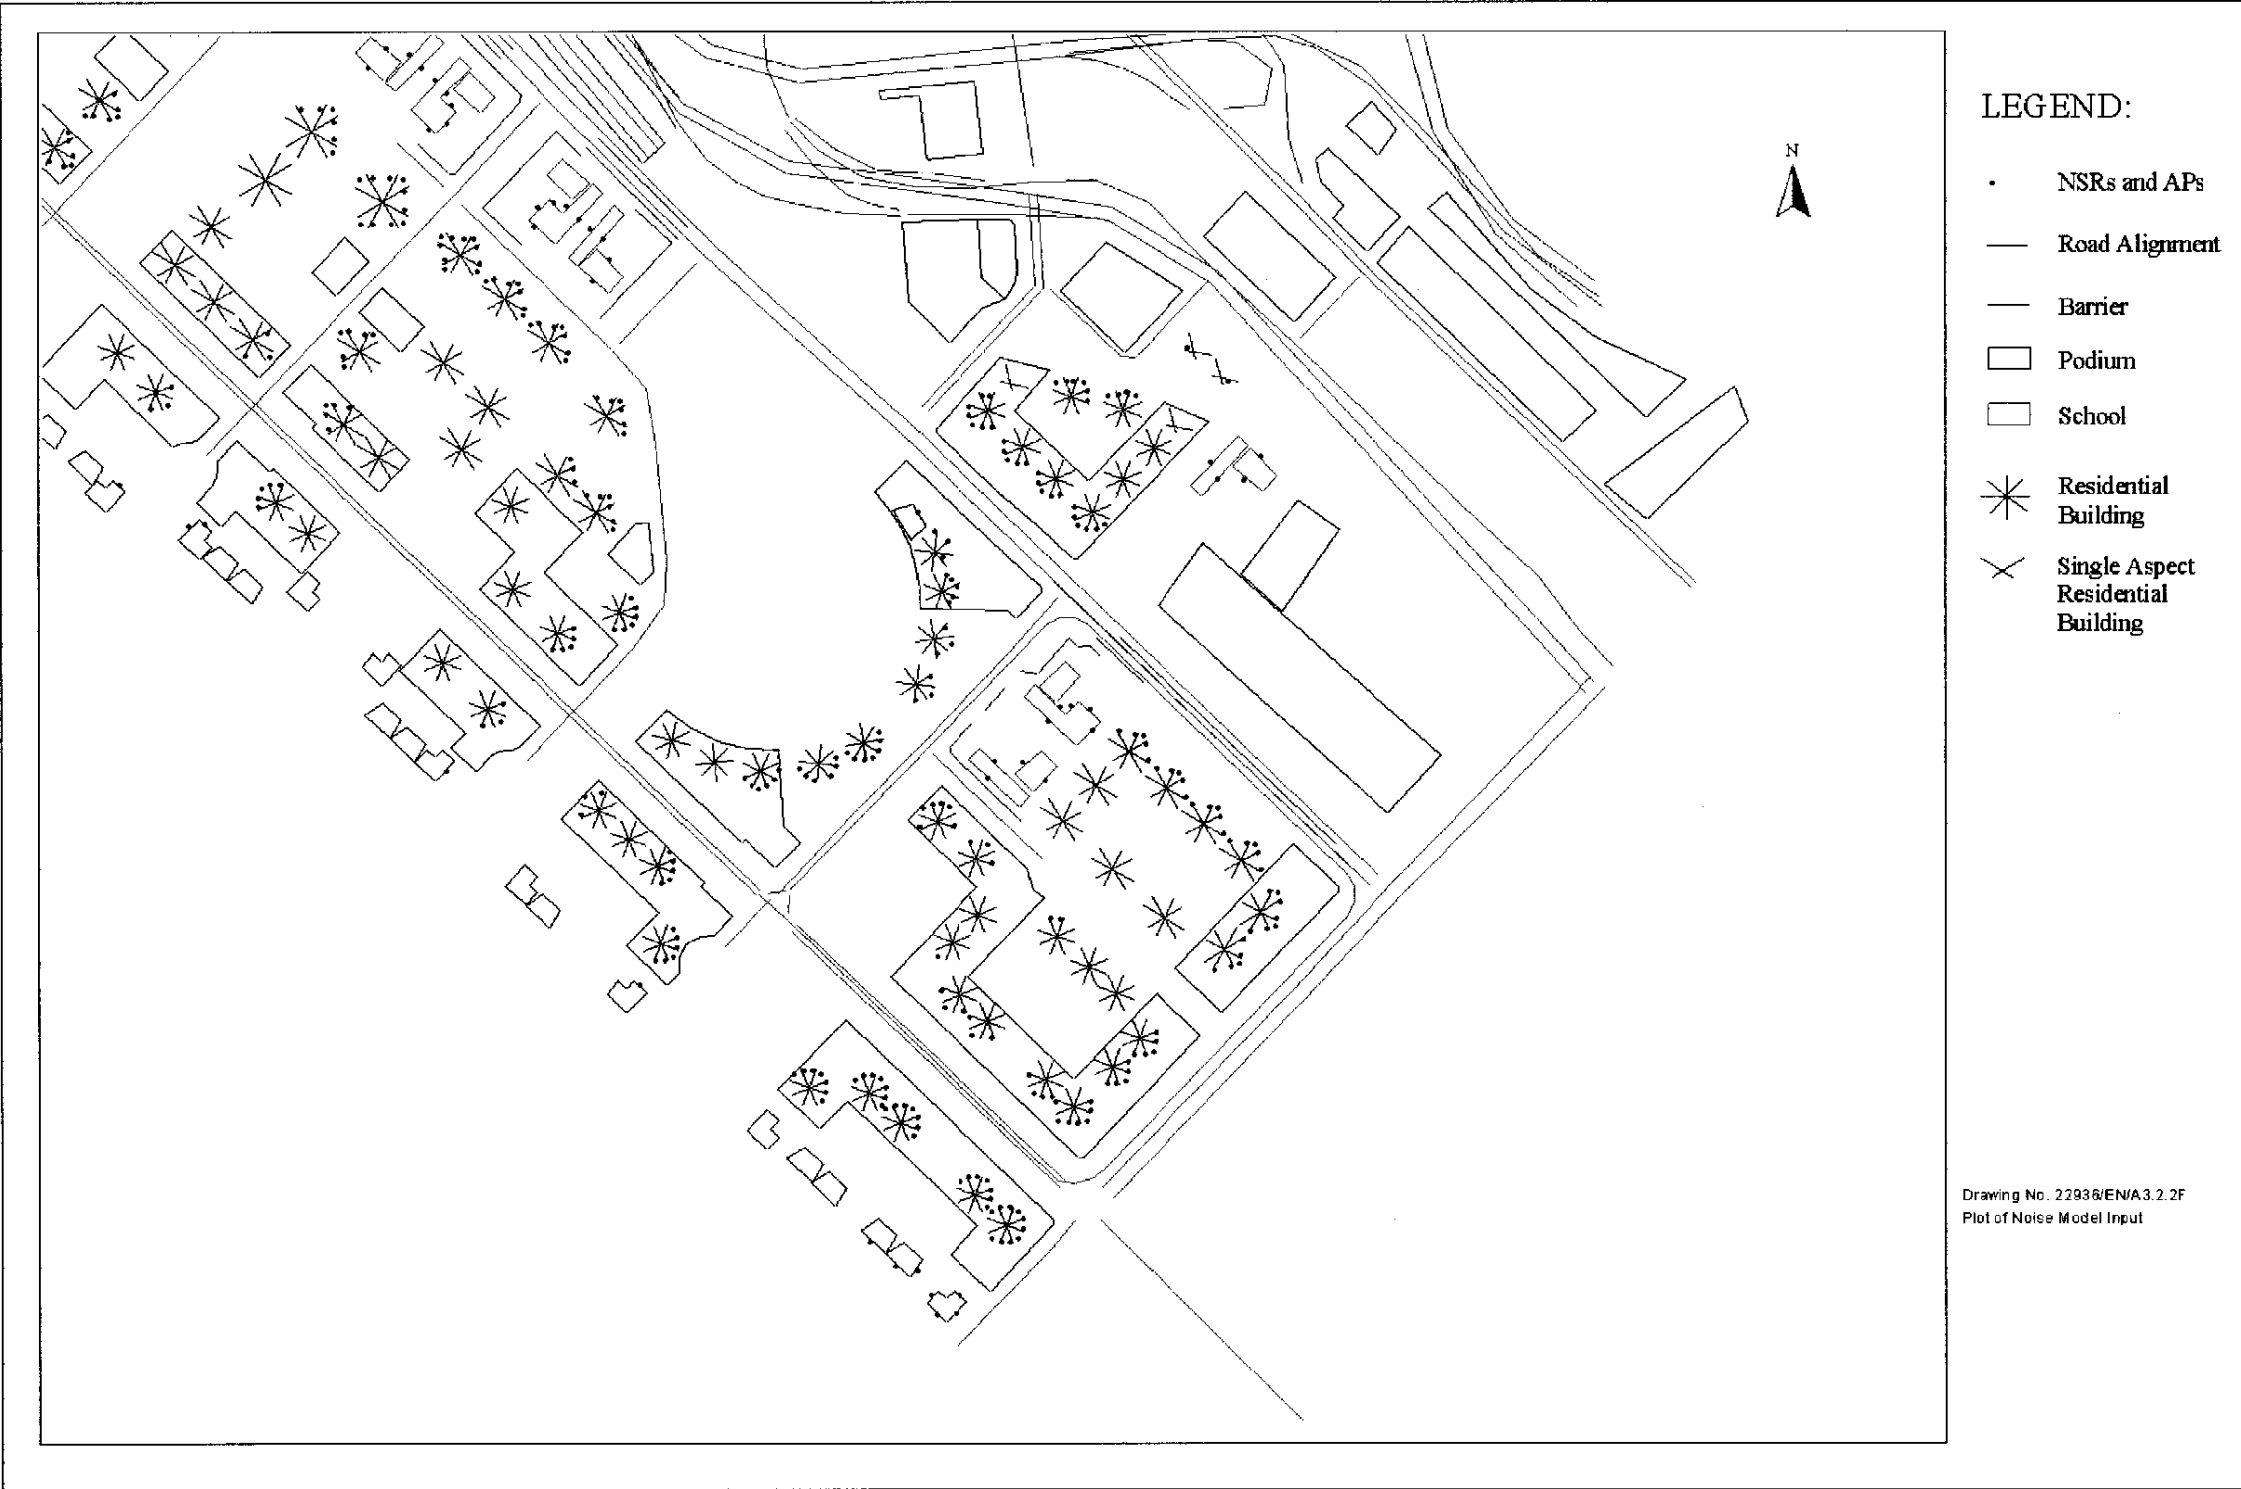 N
LEGEND:
NSRs and APs
Road Alignment
Barrier
Podium
School
Residential
Building
Single Aspect
Residential
Building
Drawing No. 22936/EN/A3.2.2F
Plot of Noise Model Input